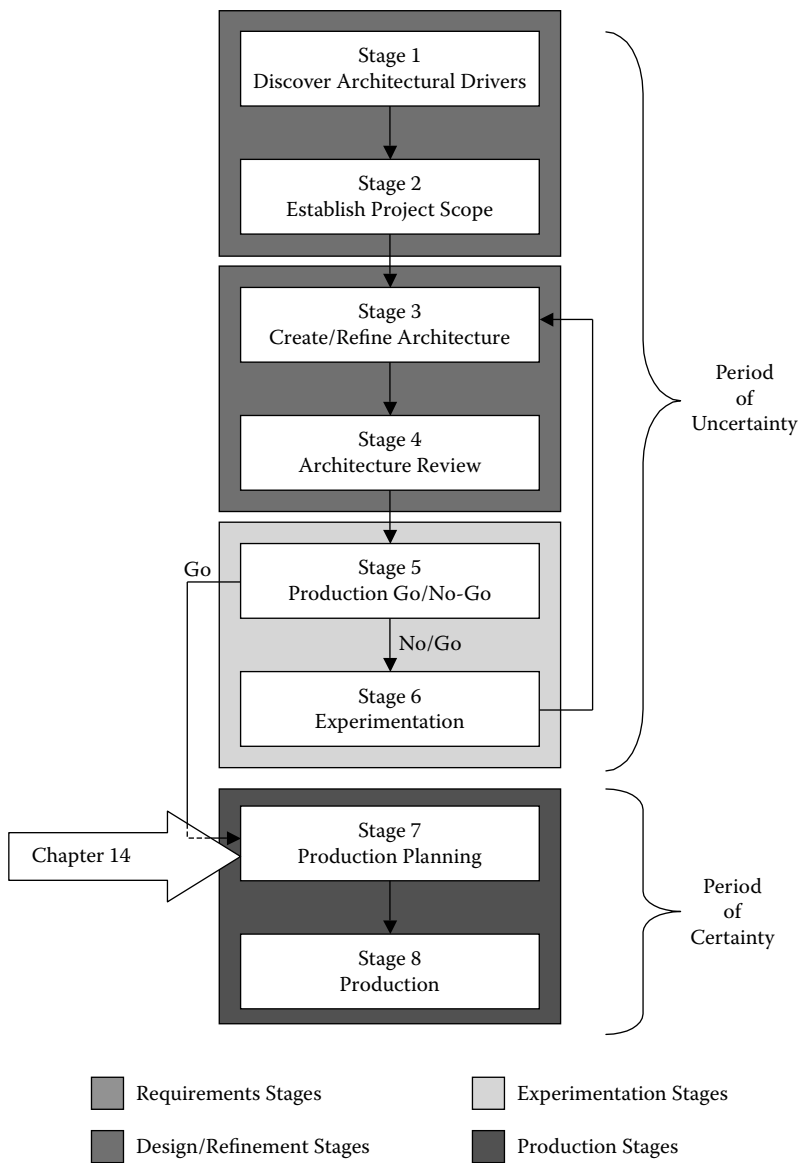 Stage 1
Discover Architectural Drivers
Stage 2
Establish Project Scope
Stage 3
Create/Refine Architecture
Stage 4
Architecture Review
Period
of
Uncertainty
Go
Stage 5
Production Go/No-Go
No/Go
Stage 6
Experimentation
Chapter 14
Stage 7
Production Planning
Stage 8
Production
Period
of
Certainty
Requirements Stages
Experimentation Stages
Design/Refinement Stages
Production Stages